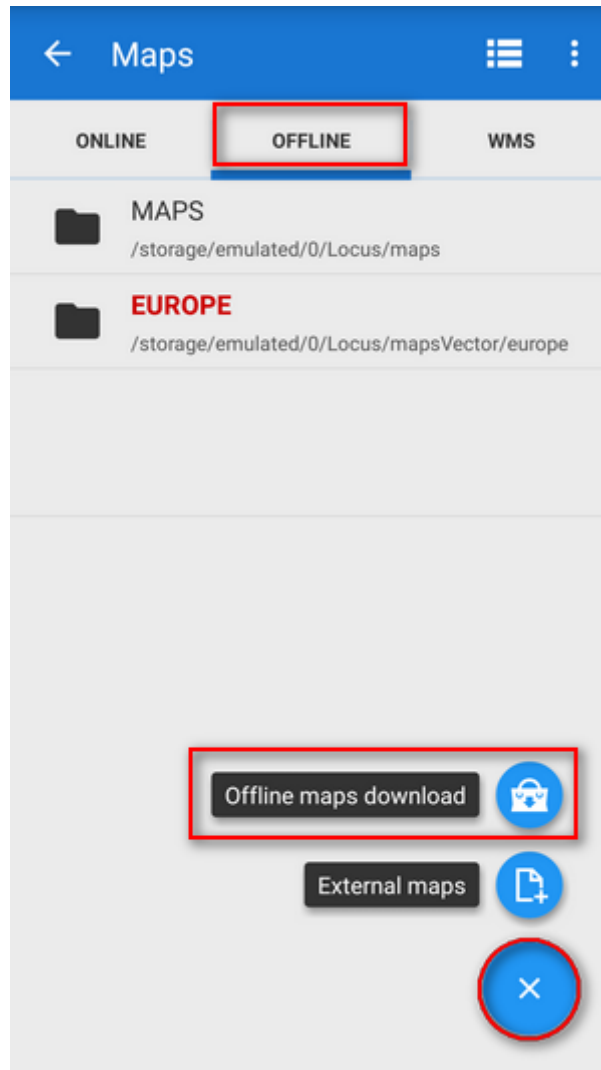 Maps
ONLINE OFFLINE WMS
MAPS
/storage/emulated/0/Locus/maps
EUROPE
/storage/emulated/0/Locus/mapsVector/europe
Offline maps download
External maps